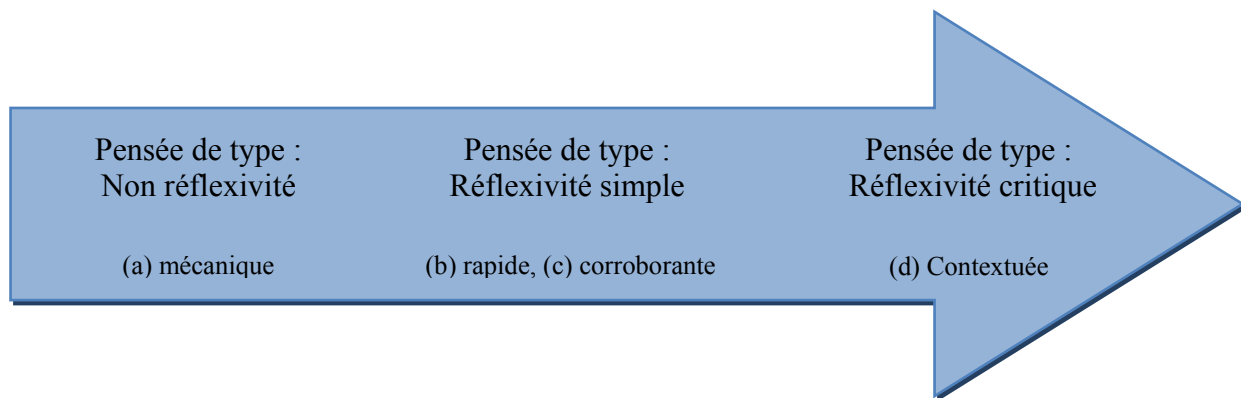 Pensée de type :
Non réflexivité
(a) mécanique
Pensée de type :
Réflexivité simple
(b) rapide, (c) corroborante
Pensée de type :
Réflexivité critique
(d) Contextuée